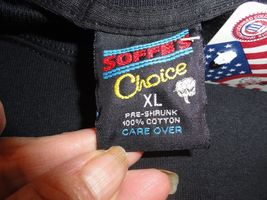 SOFFE'S
Choice
XL
PRE-SHRUNK
100% COTTON
CARE OVER